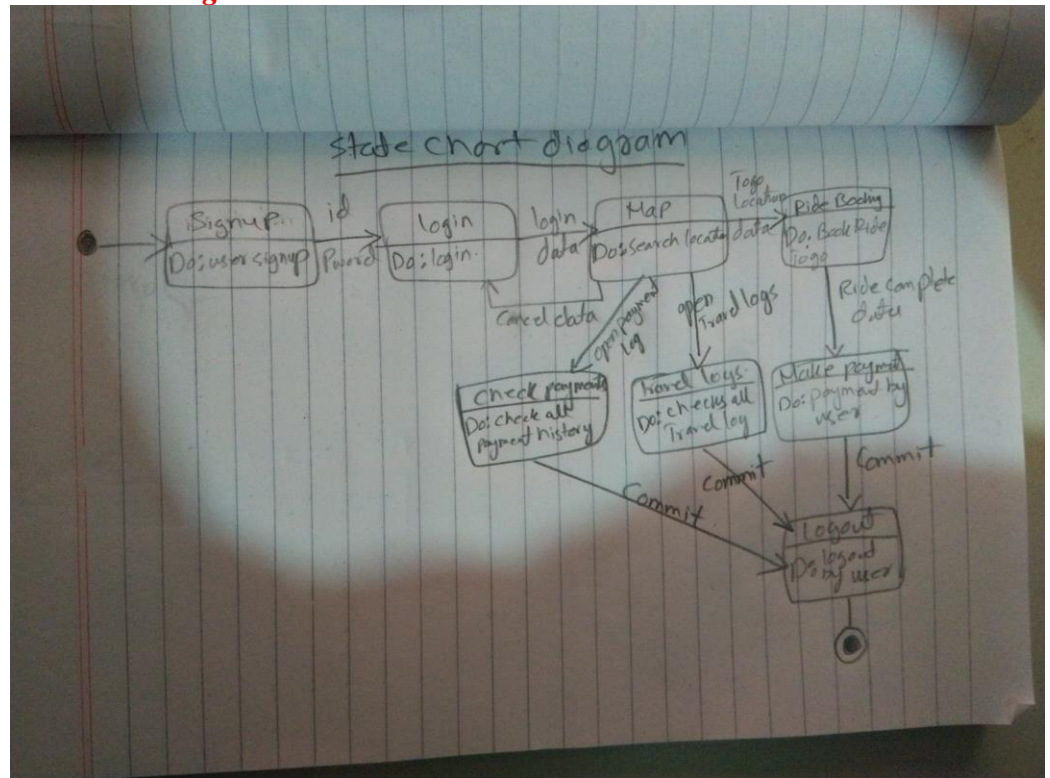 State chart diagram
Signup
Do: user signup
id
Pword
login
Do: login.
login
data
Map
Do: search locatio
Togo
Location
data
Ride Booking
Do: Book Ride
Togo
Cancel data
open payment
log
open
Travel logs
Ride complete
data
Check payments
Do: check all
payment history
travel logs.
Do: checks all
Travel log
Make payment
Do: payment by
user
Commit
Commit
Commit
Logout
Do: logout
by user